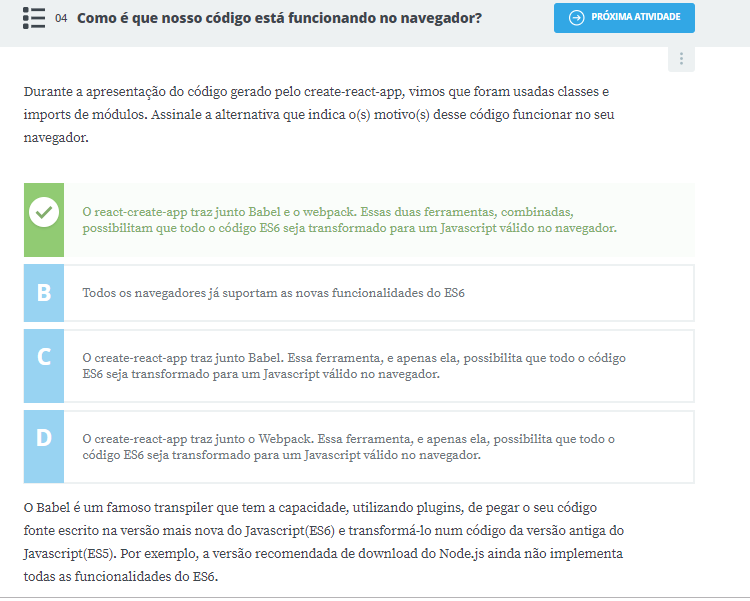 04 Como é que nosso código está funcionando no navegador?
PRÓXIMA ATIVIDADE
Durante a apresentação do código gerado pelo create-react-app, vimos que foram usadas classes e
imports de módulos. Assinale a alternativa que indica o(s) motivo(s) desse código funcionar no seu
navegador.
O react-create-app traz junto Babel e o webpack. Essas duas ferramentas, combinadas,
possibilitam que todo o código ES6 seja transformado para um Javascript válido no navegador.
B
Todos os navegadores já suportam as novas funcionalidades do ES6
C
O create-react-app traz junto Babel. Essa ferramenta, e apenas ela, possibilita que todo o código
ES6 seja transformado para um Javascript válido no navegador.
D
O create-react-app traz junto o Webpack. Essa ferramenta, e apenas ela, possibilita que todo o
código ES6 seja transformado para um Javascript válido no navegador.
O Babel é um famoso transpiler que tem a capacidade, utilizando plugins, de pegar o seu código
fonte escrito na versão mais nova do Javascript(ES6) e transformá-lo num código da versão antiga do
Javascript(ES5). Por exemplo, a versão recomendada de download do Node.js ainda não implementa
todas as funcionalidades do ES6.